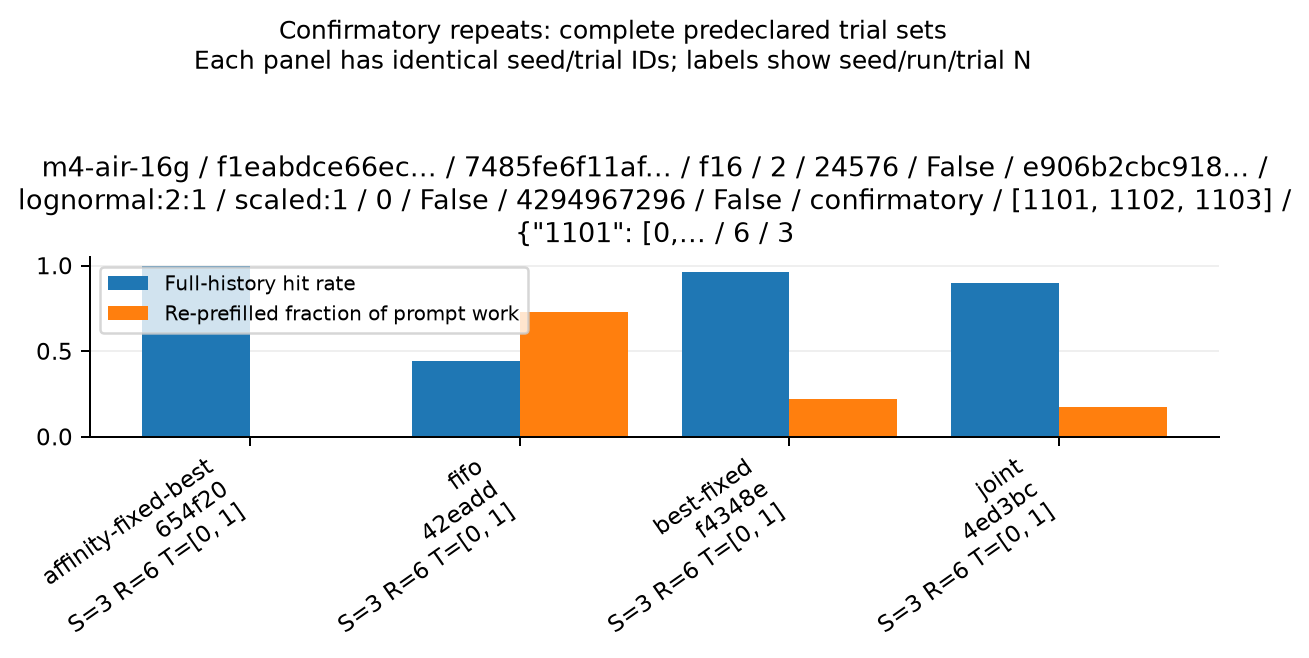 Confirmatory repeats: complete predeclared trial sets
Each panel has identical seed/trial IDs; labels show seed/run/trial N
m4-air-16g / f1eabdce66ec… / 7485fe6f11af… / f16 / 2 / 24576 / False / e906b2cbc918… /
lognormal:2:1 / scaled:1 / 0 / False / 4294967296 / False / confirmatory / [1101, 1102, 1103] /
{"1101": [0,… / 6 / 3
1.0
0.5
0.0
Full-history hit rate
Re-prefilled fraction of prompt work
affinity-fixed-best
654f20
S=3 R=6 T=[0, 1]
fifo
42eadd
S=3 R=6 T=[0, 1]
best-fixed
f4348e
S=3 R=6 T=[0, 1]
joint
4ed3bc
S=3 R=6 T=[0, 1]